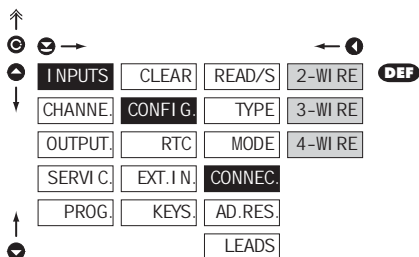 INPUTS CLEAR READ/S 2-WIRE DEF
CHANNE. CONFIG. TYPE 3-WIRE
OUTPUT. RTC MODE 4-WIRE
SERVIC. EXT.IN. CONNEC.
PROG. KEYS. AD.RES.
LEADS